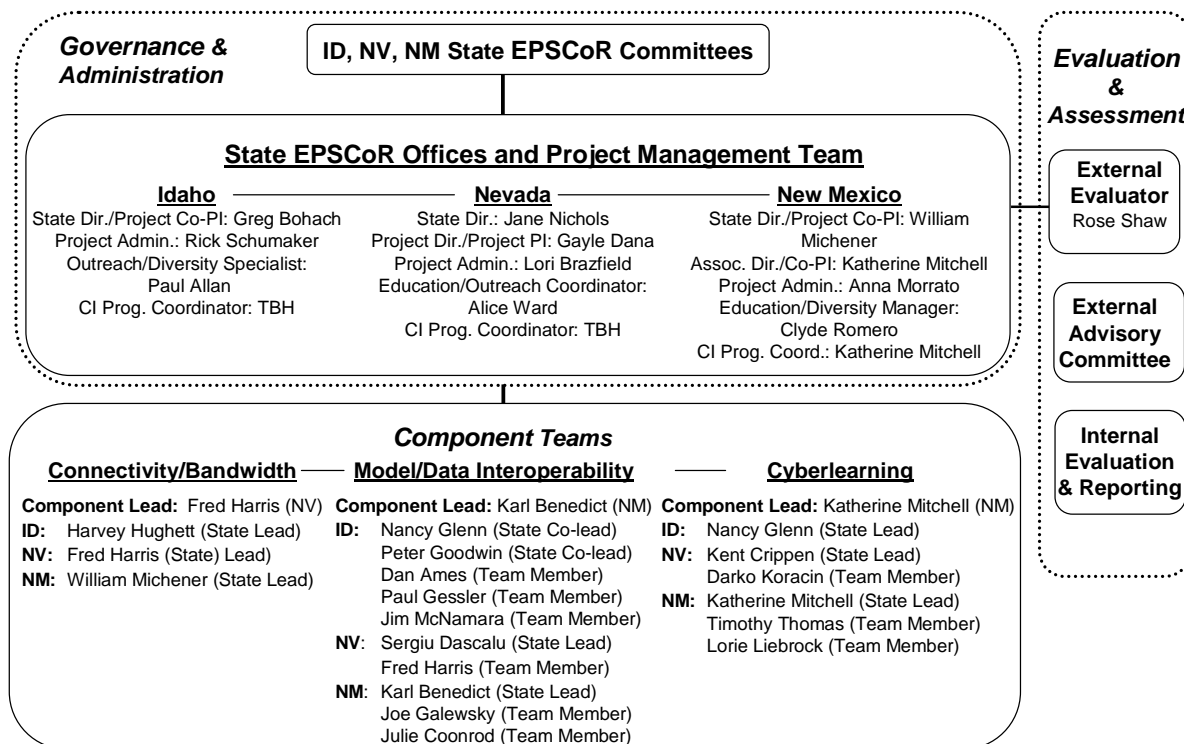 Governance &
Administration
ID, NV, NM State EPSCoR Committees
State EPSCoR Offices and Project Management Team
Idaho
State Dir./Project Co-PI: Greg Bohach
Project Admin.: Rick Schumaker
Outreach/Diversity Specialist:
Paul Allan
CI Prog. Coordinator: TBH
Nevada
State Dir.: Jane Nichols
Project Dir./Project PI: Gayle Dana
Project Admin.: Lori Brazfield
Education/Outreach Coordinator:
Alice Ward
CI Prog. Coordinator: TBH
New Mexico
State Dir./Project Co-PI: William
Michener
Assoc. Dir./Co-PI: Katherine Mitchell
Project Admin.: Anna Morrato
Education/Diversity Manager:
Clyde Romero
CI Prog. Coord.: Katherine Mitchell
Component Teams
Connectivity/Bandwidth
Component Lead: Fred Harris (NV)
ID: Harvey Hughett (State Lead)
NV: Fred Harris (State) Lead)
NM: William Michener (State Lead)
Model/Data Interoperability
Component Lead: Karl Benedict (NM)
ID: Nancy Glenn (State Co-lead)
Peter Goodwin (State Co-lead)
Dan Ames (Team Member)
Paul Gessler (Team Member)
Jim McNamara (Team Member)
NV: Sergiu Dascalu (State Lead)
Fred Harris (Team Member)
NM: Karl Benedict (State Lead)
Joe Galewsky (Team Member)
Julie Coonrod (Team Member)
Cyberlearning
Component Lead: Katherine Mitchell (NM)
ID: Nancy Glenn (State Lead)
NV: Kent Crippen (State Lead)
Darko Koracin (Team Member)
NM: Katherine Mitchell (State Lead)
Timothy Thomas (Team Member)
Lorie Liebrock (Team Member)
Evaluation
&
Assessment
External
Evaluator
Rose Shaw
External
Advisory
Committee
Internal
Evaluation
& Reporting